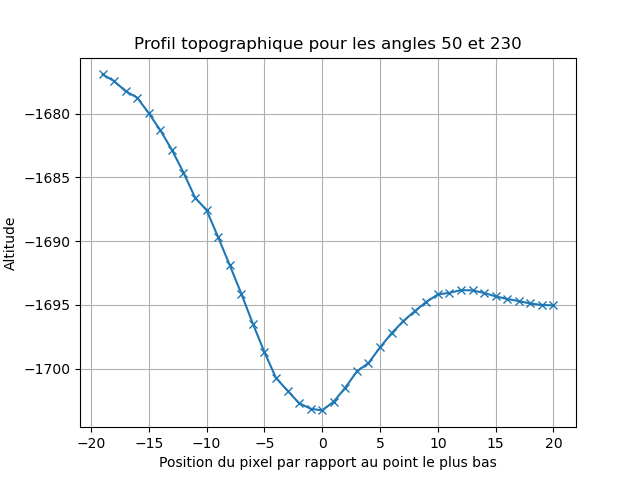 Profil topographique pour les angles 50 et 230
Altitude
−1680
−1685
−1690
−1695
−1700
−20 −15 −10 −5 0 5 10 15 20
Position du pixel par rapport au point le plus bas